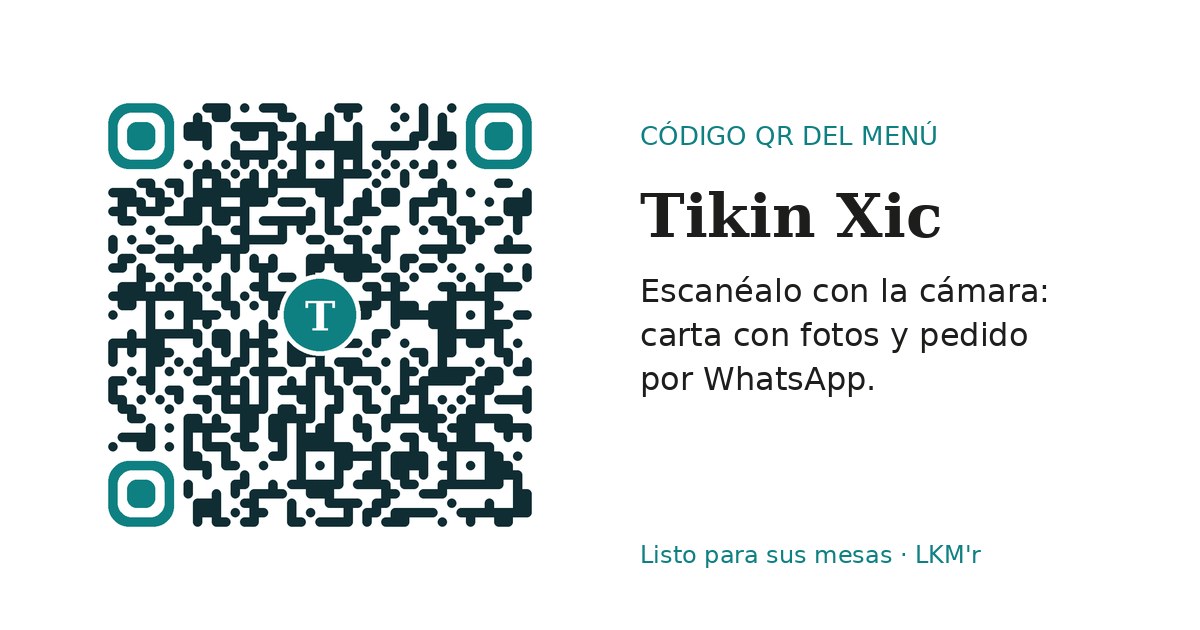 T
CÓDIGO QR DEL MENÚ
Tikin Xic
Escanéalo con la cámara:
carta con fotos y pedido
por WhatsApp.
Listo para sus mesas · LKM'r